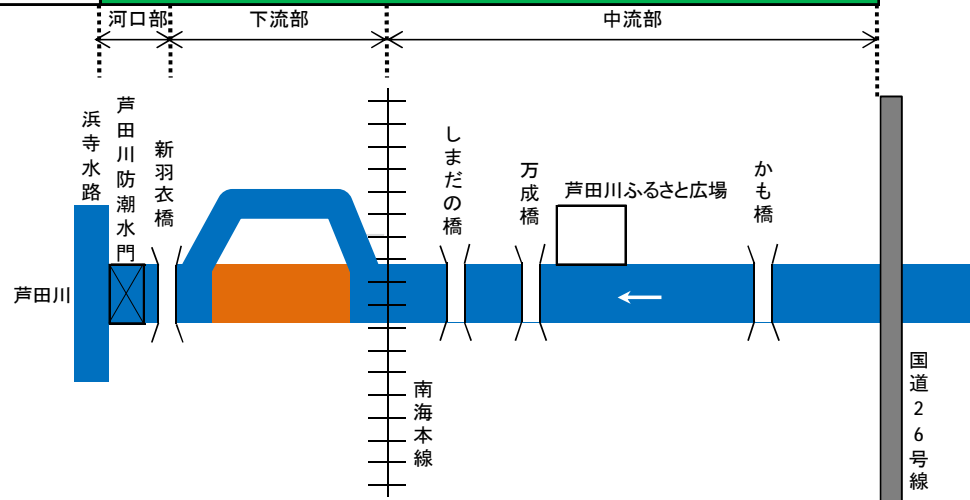 河口部
下流部
中流部
浜寺水路
芦田川防潮水門
新羽衣橋
しまだの橋
万成橋
芦田川ふるさと広場
かも橋
芦田川
南海本線
国道26号線